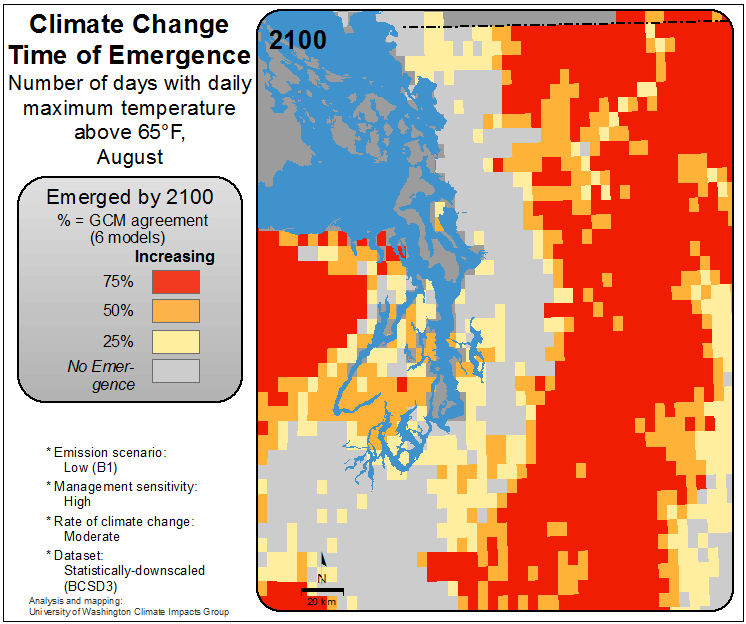 Climate Change
Time of Emergence
Number of days with daily
maximum temperature
above 65°F,
August
Emerged by 2100
% = GCM agreement
(6 models)
Increasing
75%
50%
25%
No Emer-
gence
* Emission scenario:
Low (B1)
* Management sensitivity:
High
* Rate of climate change:
Moderate
* Dataset:
Statistically-downscaled
(BCSD3)
Analysis and mapping:
University of Washington Climate Impacts Group
2100
N
20 km